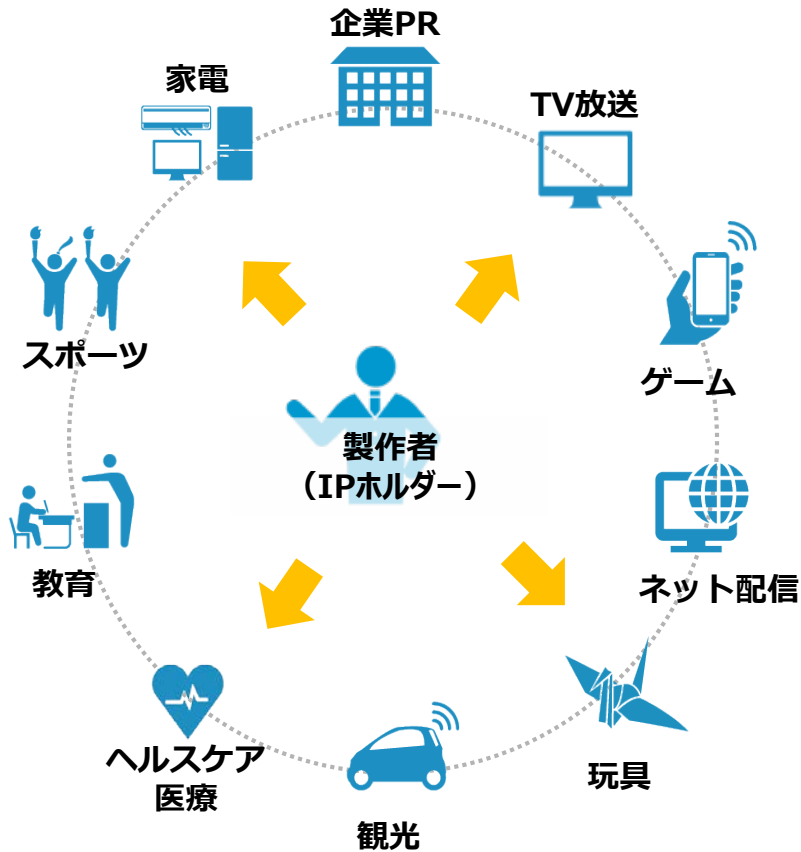 企業PR
家電
TV放送
スポーツ
ゲーム
製作者
（IPホルダー）
教育
ネット配信
ヘルスケア
医療
玩具
観光